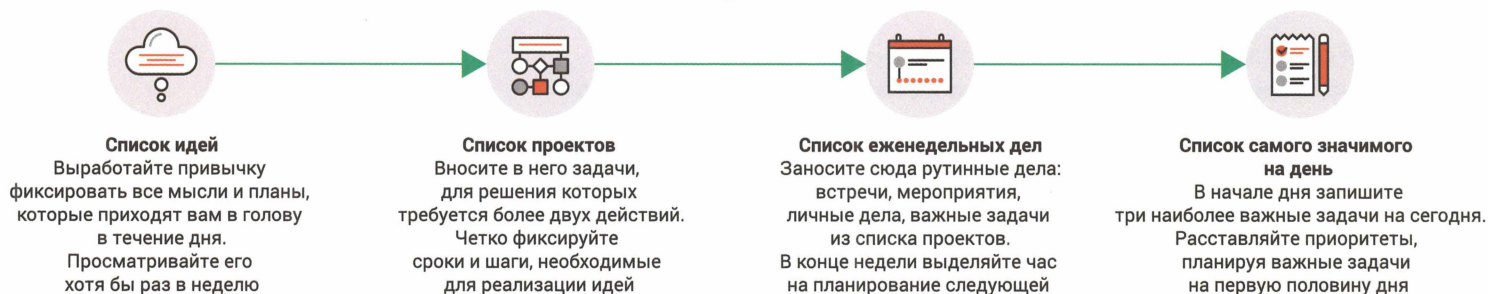 Список идей
Выработайте привычку
фиксировать все мысли и планы,
которые приходят вам в голову
в течение дня.
Просматривайте его
хотя бы раз в неделю
Список проектов
Вносите в него задачи,
для решения которых
требуется более двух действий.
Четко фиксируйте
сроки и шаги, необходимые
для реализации идей
Список еженедельных дел
Заносите сюда рутинные дела:
встречи, мероприятия,
личные дела, важные задачи
из списка проектов.
В конце недели выделяйте час
на планирование следующей
Список самого значимого
на день
В начале дня запишите
три наиболее важные задачи на сегодня.
Расставляйте приоритеты,
планируя важные задачи
на первую половину дня